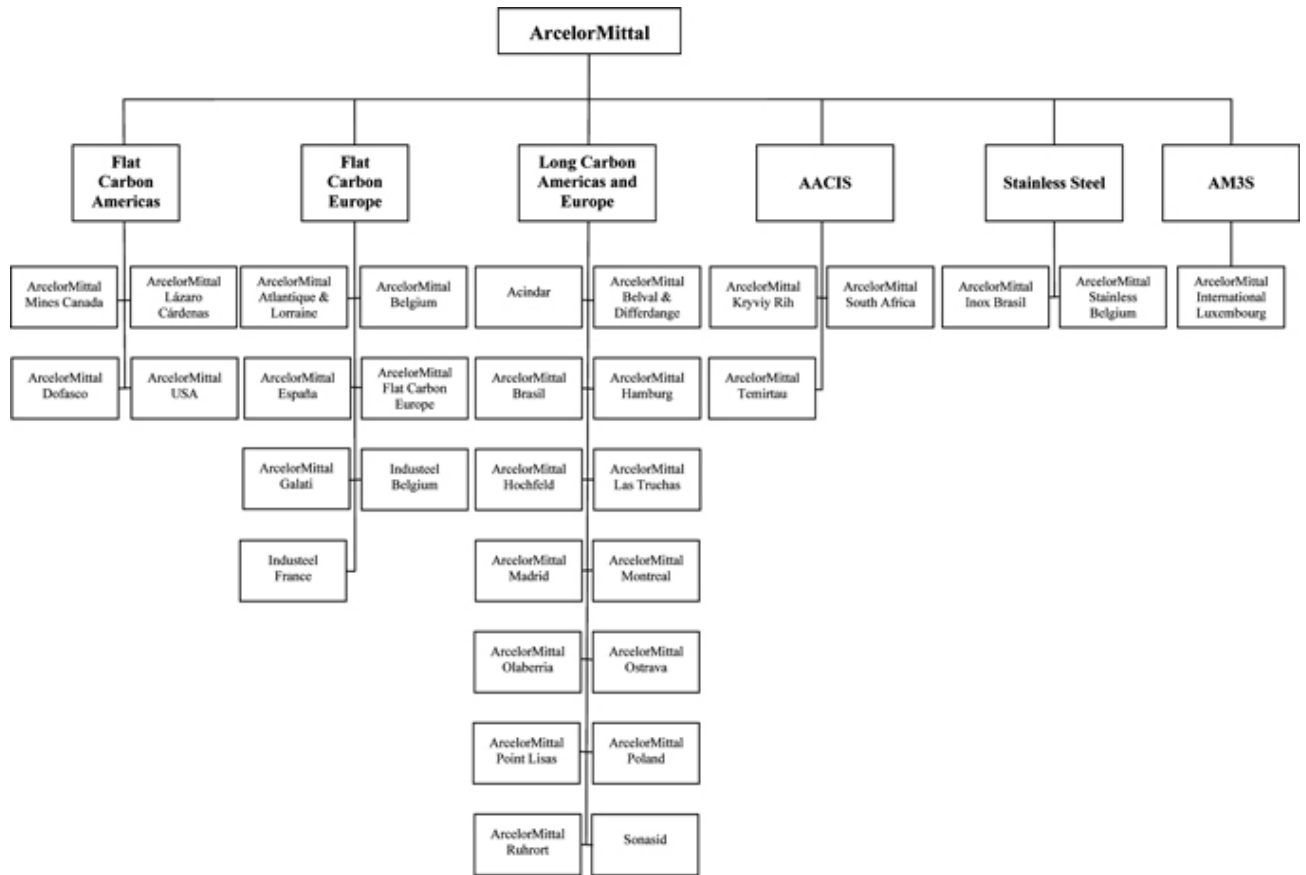 ArcelorMittal
Flat
Carbon
Americas
Flat
Carbon
Europe
Long Carbon
Americas and
Europe
AACIS
Stainless Steel
AM3S
ArcelorMittal
Mines Canada
ArcelorMittal
Lázaro
Cárdenas
ArcelorMittal
Atlantique &
Lorraine
ArcelorMittal
Belgium
Acindar
ArcelorMittal
Belval &
Differdange
ArcelorMittal
Kryviy Rih
ArcelorMittal
South Africa
ArcelorMittal
Inox Brasil
ArcelorMittal
Stainless
Belgium
ArcelorMittal
International
Luxembourg
ArcelorMittal
Dofasco
ArcelorMittal
USA
ArcelorMittal
España
ArcelorMittal
Flat Carbon
Europe
ArcelorMittal
Brasil
ArcelorMittal
Hamburg
ArcelorMittal
Temirtau
ArcelorMittal
Galati
Industeel
Belgium
ArcelorMittal
Hochfeld
ArcelorMittal
Las Truchas
Industeel
France
ArcelorMittal
Madrid
ArcelorMittal
Montreal
ArcelorMittal
Olaberria
ArcelorMittal
Ostrava
ArcelorMittal
Point Lisas
ArcelorMittal
Poland
ArcelorMittal
Ruhrort
Sonasid